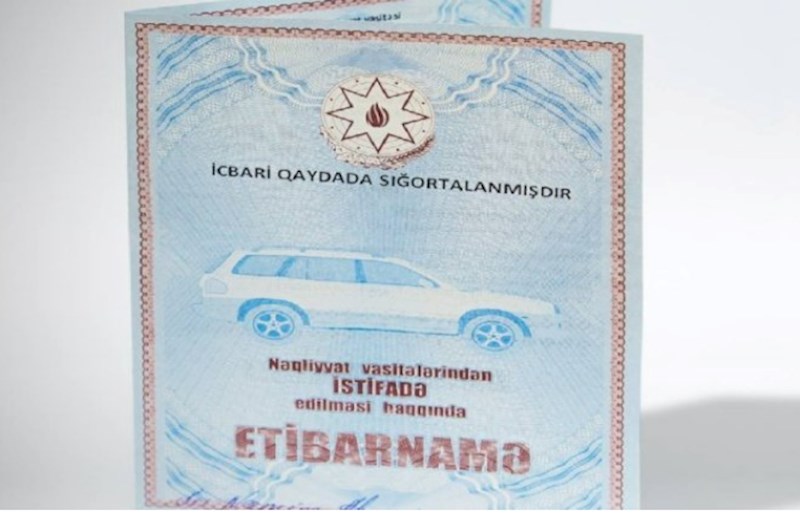 İCBARİ QAYDADA SIĞORTALANMIŞDIR
Nəqliyyat vasitələrindən
İSTİFADƏ
edilməsi haqqında
ETİBARNAMƏ